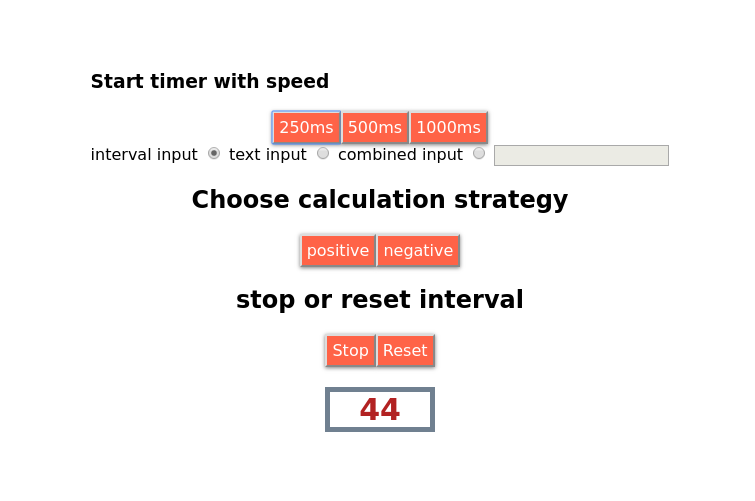 Start timer with speed
250ms 500ms 1000ms
interval input text input combined input
Choose calculation strategy
positive negative
stop or reset interval
Stop Reset
44